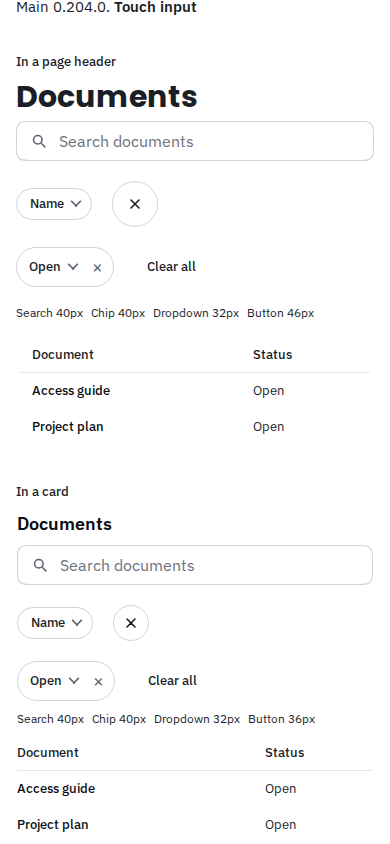 Main 0.204.0. Touch input
In a page header
Documents
Search documents
Name
Open
Clear all
Search 40px Chip 40px Dropdown 32px Button 46px
Document Status
Access guide Open
Project plan Open
In a card
Documents
Search documents
Name
Open
Clear all
Search 40px Chip 40px Dropdown 32px Button 36px
Document Status
Access guide Open
Project plan Open